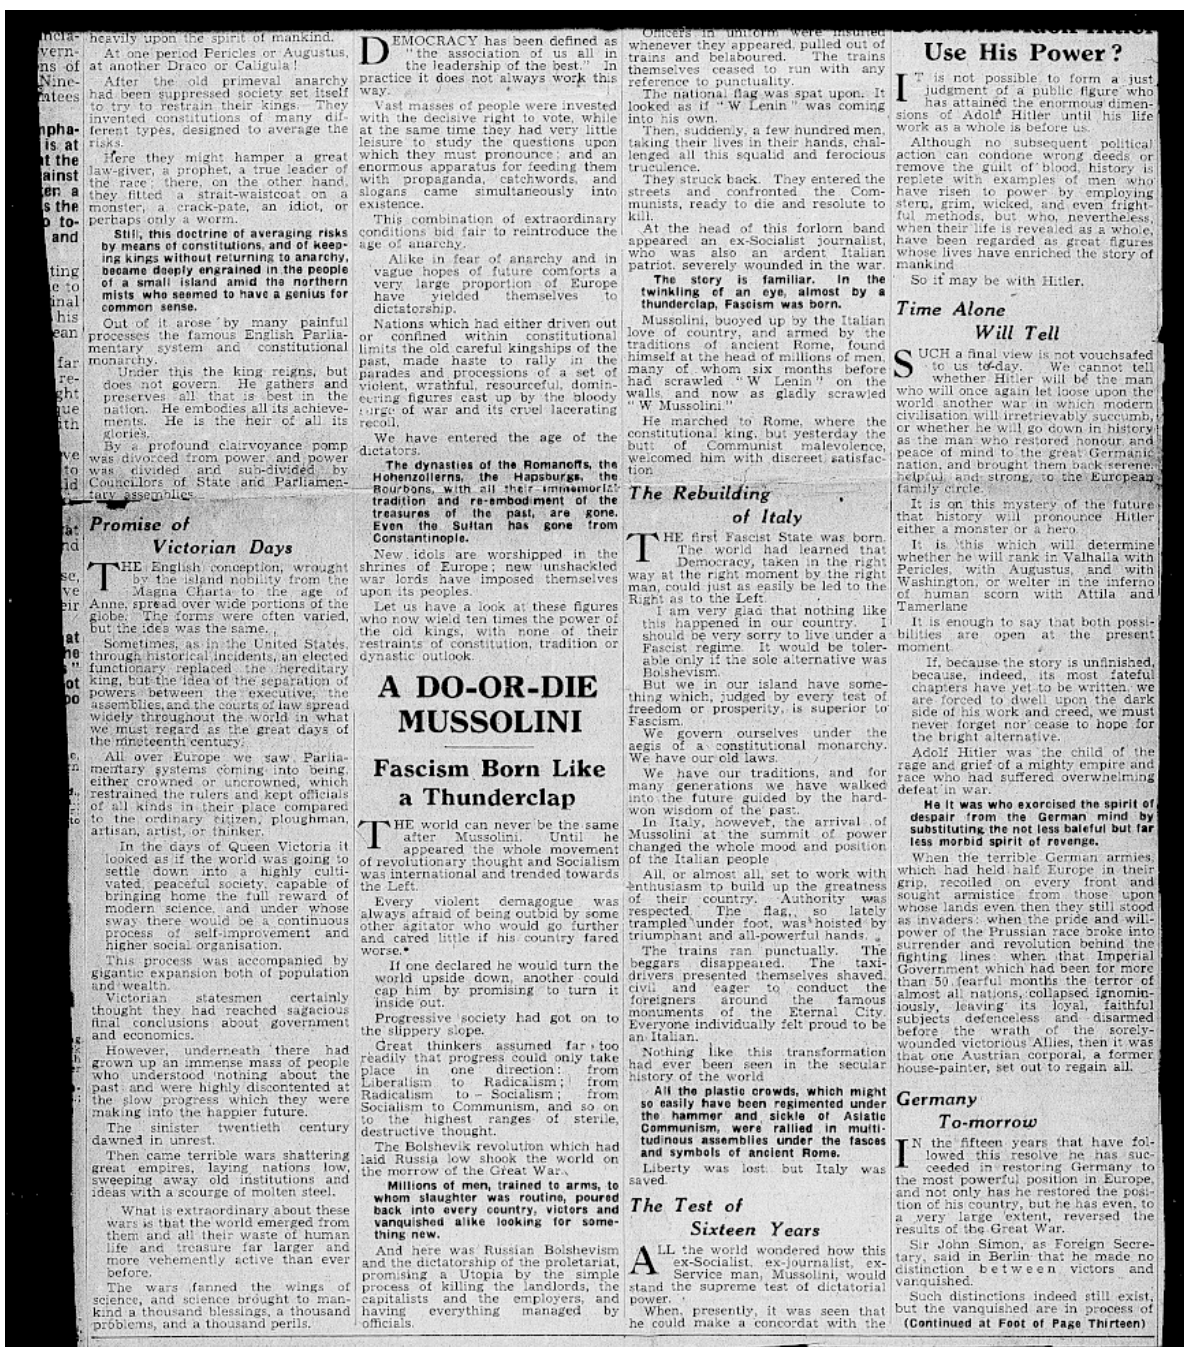 vern-
ns of
Nine-
ntees
pha-
is at
t the
ainst
en a
s the
o to-
and
ting
e to
inal
his
ean
far
re-
ght
que
ith
ve
to
id
at
nd
se,
ve
eir
at
ne
ot
oo
heavily upon the spirit of mankind.
At one period Pericles or Augustus,
at another Draco or Caligula!
After the old primeval anarchy
had been suppressed society set itself
to try to restrain their kings. They
invented constitutions of many dif-
ferent types, designed to average the
risks.
Here they might hamper a great
law-giver, a prophet, a true leader of
the race; there, on the other hand,
they fitted a strait-waistcoat on a
monster, a crack-pate, an idiot, or
perhaps only a worm.
Still, this doctrine of averaging risks
by means of constitutions, and of keep-
ing kings without returning to anarchy,
became deeply engrained in the people
of a small island amid the northern
mists who seemed to have a genius for
common sense.
Out of it arose by many painful
processes the famous English Parlia-
mentary system and constitutional
monarchy.
Under this the king reigns, but
does not govern. He gathers and
preserves all that is best in the
nation. He embodies all its achieve-
ments. He is the heir of all its
glories.
By a profound clairvoyance pomp
was divorced from power, and power
was divided and sub-divided by
Councillors of State and Parliamen-
tary assemblies.
Promise of
Victorian Days
THE English conception, wrought
by the island nobility from the
Magna Charta to the age of
Anne, spread over wide portions of the
globe. The forms were often varied,
but the idea was the same.
Sometimes, as in the United States,
through historical incidents, an elected
functionary replaced the hereditary
king, but the idea of the separation of
powers between the executive, the
assemblies, and the courts of law spread
widely throughout the world in what
we must regard as the great days of
the nineteenth century.
All over Europe we saw Parlia-
mentary systems coming into being,
either crowned or uncrowned, which
restrained the rulers and kept officials
of all kinds in their place compared
to the ordinary citizen, ploughman,
artisan, artist, or thinker.
In the days of Queen Victoria it
looked as if the world was going to
settle down into a highly culti-
vated, peaceful society, capable of
bringing home the full reward of
modern science, and under whose
sway there would be a continuous
process of self-improvement and
higher social organisation.
This process was accompanied by
gigantic expansion both of population
and wealth.
Victorian statesmen certainly
thought they had reached sagacious
final conclusions about government
and economics.
However, underneath there had
grown up an immense mass of people
who understood nothing about the
past and were highly discontented at
the slow progress which they were
making into the happier future.
The sinister twentieth century
dawned in unrest.
Then came terrible wars shattering
great empires, laying nations low,
sweeping away old institutions and
ideas with a scourge of molten steel.
What is extraordinary about these
wars is that the world emerged from
them and all their waste of human
life and treasure far larger and
more vehemently active than ever
before.
The wars fanned the wings of
science, and science brought to man-
kind a thousand blessings, a thousand
problems, and a thousand perils.
DEMOCRACY has been defined as
"the association of us all in
the leadership of the best." In
practice it does not always work this
way.
Vast masses of people were invested
with the decisive right to vote, while
at the same time they had very little
leisure to study the questions upon
which they must pronounce; and an
enormous apparatus for feeding them
with propaganda, catchwords, and
slogans came simultaneously into
existence.
This combination of extraordinary
conditions bid fair to reintroduce the
age of anarchy.
Alike in fear of anarchy and in
vague hopes of future comforts a
very large proportion of Europe
have yielded themselves to
dictatorship.
Nations which had either driven out
or confined within constitutional
limits the old careful kingships of the
past, made haste to rally in the
parades and processions of a set of
violent, wrathful, resourceful, domin-
eering figures cast up by the bloody
surge of war and its cruel lacerating
recoil.
We have entered the age of the
dictators.
The dynasties of the Romanoffs, the
Hohenzollerns, the Hapsburgs, the
Bourbons, with all their immemorial
tradition and re-embodiment of the
treasures of the past, are gone.
Even the Sultan has gone from
Constantinople.
New idols are worshipped in the
shrines of Europe; new unshackled
war lords have imposed themselves
upon its peoples.
Let us have a look at these figures
who now wield ten times the power of
the old kings, with none of their
restraints of constitution, tradition or
dynastic outlook.
A DO-OR-DIE
MUSSOLINI
Fascism Born Like
a Thunderclap
THE world can never be the same
after Mussolini. Until he
appeared the whole movement
of revolutionary thought and Socialism
was international and trended towards
the Left.
Every violent demagogue was
always afraid of being outbid by some
other agitator who would go further
and cared little if his country fared
worse.
If one declared he would turn the
world upside down, another could
cap him by promising to turn it
inside out.
Progressive society had got on to
the slippery slope.
Great thinkers assumed far too
readily that progress could only take
place in one direction: from
Liberalism to Radicalism; from
Radicalism to Socialism; from
Socialism to Communism, and so on
to the highest ranges of sterile,
destructive thought.
The Bolshevik revolution which had
laid Russia low shook the world on
the morrow of the Great War.
Millions of men, trained to arms, to
whom slaughter was routine, poured
back into every country, victors and
vanquished alike looking for some-
thing new.
And here was Russian Bolshevism
and the dictatorship of the proletariat,
promising a Utopia by the simple
process of killing the landlords, the
capitalists and the employers, and
having everything managed by
officials.
Officers in uniform were insulted
whenever they appeared, pulled out of
trains and belaboured. The trains
themselves ceased to run with any
reference to punctuality.
The national flag was spat upon. It
looked as if "W Lenin" was coming
into his own.
Then, suddenly, a few hundred men,
taking their lives in their hands, chal-
lenged all this squalid and ferocious
truculence.
They struck back. They entered the
streets and confronted the Com-
munists, ready to die and resolute to
kill.
At the head of this forlorn band
appeared an ex-Socialist journalist,
who was also an ardent Italian
patriot, severely wounded in the war.
The story is familiar. In the
twinkling of an eye, almost by a
thunderclap, Fascism was born.
Mussolini, buoyed up by the Italian
love of country, and armed by the
traditions of ancient Rome, found
himself at the head of millions of men,
many of whom six months before
had scrawled "W Lenin" on the
walls, and now as gladly scrawled
"W Mussolini."
He marched to Rome, where the
constitutional king, but yesterday the
butt of Communist malevolence,
welcomed him with discreet satisfac-
tion
The Rebuilding
of Italy
THE first Fascist State was born.
The world had learned that
Democracy, taken in the right
way at the right moment by the right
man, could just as easily be led to the
Right as to the Left.
I am very glad that nothing like
this happened in our country. I
should be very sorry to live under a
Fascist regime. It would be toler-
able only if the sole alternative was
Bolshevism.
But we in our island have some-
thing which, judged by every test of
freedom or prosperity, is superior to
Fascism.
We govern ourselves under the
aegis of a constitutional monarchy.
We have our old laws.
We have our traditions, and for
many generations we have walked
into the future guided by the hard-
won wisdom of the past.
In Italy, however, the arrival of
Mussolini at the summit of power
changed the whole mood and position
of the Italian people
All, or almost all, set to work with
enthusiasm to build up the greatness
of their country. Authority was
respected. The flag, so lately
trampled under foot, was hoisted by
triumphant and all-powerful hands.
The trains ran punctually. The
beggars disappeared. The taxi-
drivers presented themselves shaved,
civil and eager to conduct the
foreigners around the famous
monuments of the Eternal City.
Everyone individually felt proud to be
an Italian.
Nothing like this transformation
had ever been seen in the secular
history of the world
All the plastic crowds, which might
so easily have been regimented under
the hammer and sickle of Asiatic
Communism, were rallied in multi-
tudinous assemblies under the fasces
and symbols of ancient Rome.
Liberty was lost but Italy was
saved.
The Test of
Sixteen Years
ALL the world wondered how this
ex-Socialist, ex-journalist, ex-
Service man, Mussolini, would
stand the supreme test of dictatorial
power.
When, presently, it was seen that
he could make a concordat with the
Use His Power?
IT is not possible to form a just
judgment of a public figure who
has attained the enormous dimen-
sions of Adolf Hitler until his life
work as a whole is before us.
Although no subsequent political
action can condone wrong deeds or
remove the guilt of blood, history is
replete with examples of men who
have risen to power by employing
stern, grim, wicked, and even fright-
ful methods, but who, nevertheless,
when their life is revealed as a whole,
have been regarded as great figures
whose lives have enriched the story of
mankind
So it may be with Hitler.
Time Alone
Will Tell
SUCH a final view is not vouchsafed
to us to-day. We cannot tell
whether Hitler will be the man
who will once again let loose upon the
world another war in which modern
civilisation will irretrievably succumb,
or whether he will go down in history
as the man who restored honour and
peace of mind to the great Germanic
nation, and brought them back serene,
helpful and strong, to the European
family circle.
It is on this mystery of the future
that history will pronounce Hitler
either a monster or a hero.
It is this which will determine
whether he will rank in Valhalla with
Pericles, with Augustus, and with
Washington, or welter in the inferno
of human scorn with Attila and
Tamerlane
It is enough to say that both possi-
bilities are open at the present
moment
If, because the story is unfinished,
because, indeed, its most fateful
chapters have yet to be written, we
are forced to dwell upon the dark
side of his work and creed, we must
never forget nor cease to hope for
the bright alternative.
Adolf Hitler was the child of the
rage and grief of a mighty empire and
race who had suffered overwhelming
defeat in war.
He it was who exorcised the spirit of
despair from the German mind by
substituting the not less baleful but far
less morbid spirit of revenge.
When the terrible German armies,
which had held half Europe in their
grip, recoiled on every front and
sought armistice from those upon
whose lands even then they still stood
as invaders; when the pride and will-
power of the Prussian race broke into
surrender and revolution behind the
fighting lines; when that Imperial
Government which had been for more
than 50 fearful months the terror of
almost all nations, collapsed ignomin-
iously, leaving its loyal, faithful
subjects defenceless and disarmed
before the wrath of the sorely-
wounded victorious Allies, then it was
that one Austrian corporal, a former
house-painter, set out to regain all.
Germany
To-morrow
IN the fifteen years that have fol-
lowed this resolve he has suc-
ceeded in restoring Germany to
the most powerful position in Europe,
and not only has he restored the posi-
tion of his country, but he has even, to
a very large extent, reversed the
results of the Great War.
Sir John Simon, as Foreign Secre-
tary, said in Berlin that he made no
distinction between victors and
vanquished.
Such distinctions indeed still exist,
but the vanquished are in process of
(Continued at Foot of Page Thirteen)